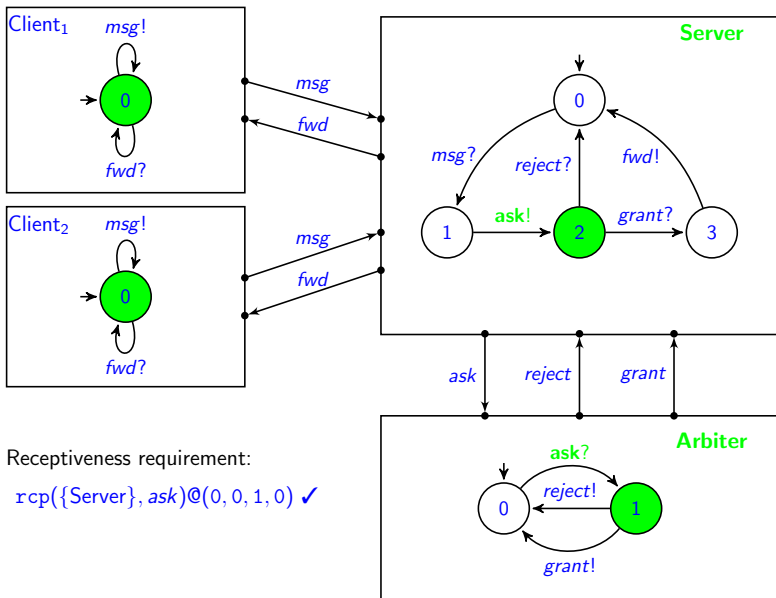 Client₁
msg!
0
fwd?
msg
fwd
Server
0
msg?
reject?
fwd!
1
ask!
2
grant?
3
Client₂
msg!
0
fwd?
msg
fwd
ask
reject
grant
Arbiter
ask?
0
reject!
1
grant!
Receptiveness requirement:
rcp({Server}, ask)@(0, 0, 1, 0) ✓